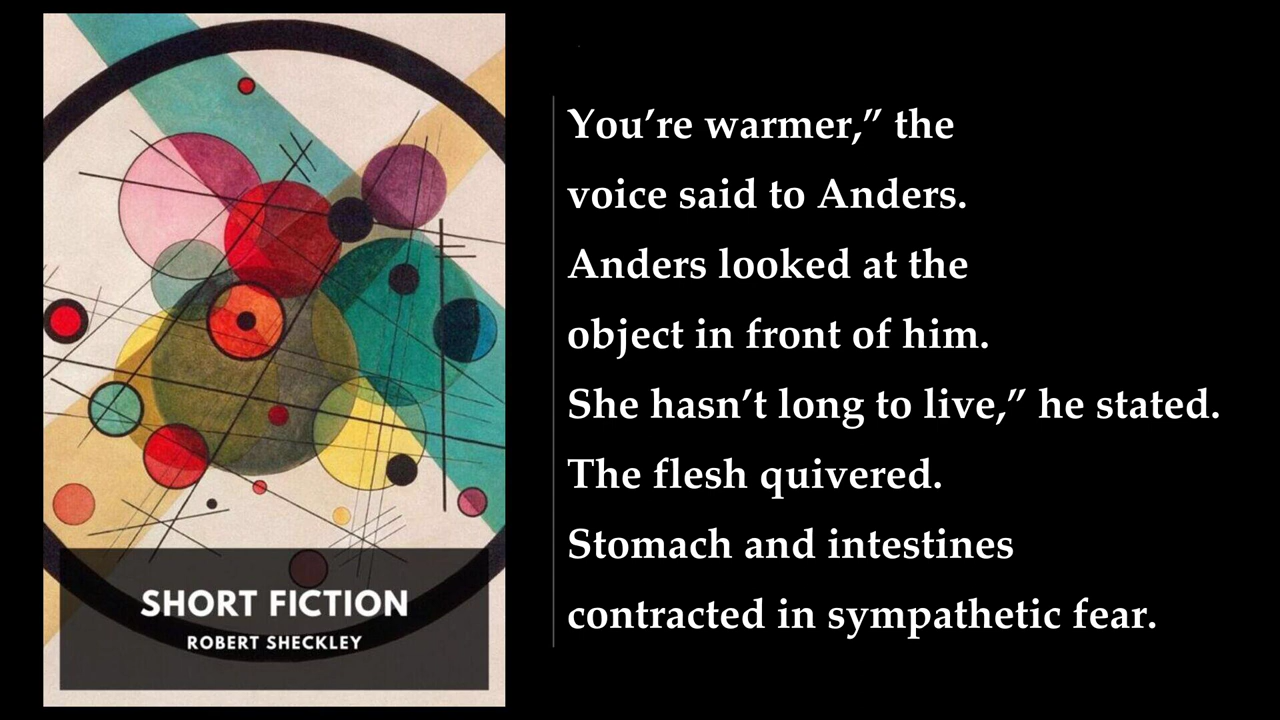 SHORT FICTION
ROBERT SHECKLEY
You’re warmer,” the
voice said to Anders.
Anders looked at the
object in front of him.
She hasn’t long to live,” he stated.
The flesh quivered.
Stomach and intestines
contracted in sympathetic fear.